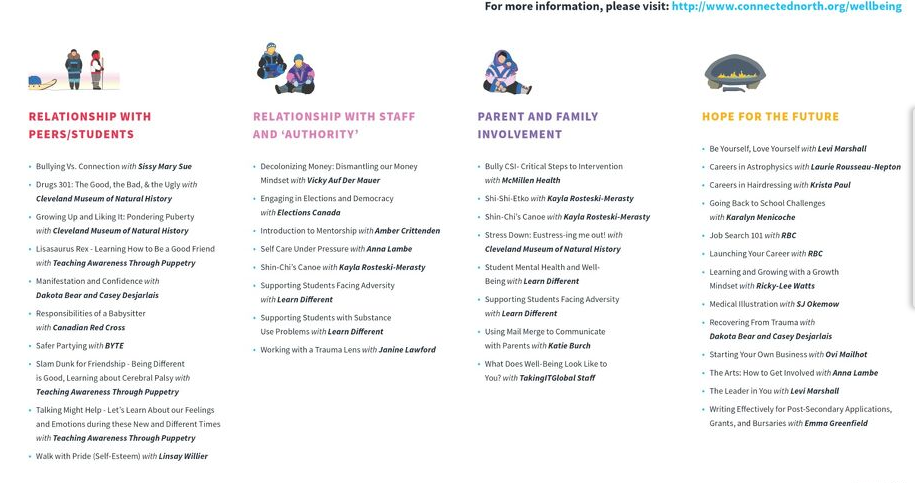 For more information, please visit: http://www.connectednorth.org/wellbeing
RELATIONSHIP WITH
PEERS/STUDENTS
• Bullying Vs. Connection with Sissy Mary Sue
• Drugs 301: The Good, the Bad, & the Ugly with
Cleveland Museum of Natural History
• Growing Up and Liking It: Pondering Puberty
with Cleveland Museum of Natural History
• Lisasaurus Rex - Learning How to Be a Good Friend
with Teaching Awareness Through Puppetry
• Manifestation and Confidence with
Dakota Bear and Casey Desjarlais
• Responsibilities of a Babysitter
with Canadian Red Cross
• Safer Partying with BYTE
• Slam Dunk for Friendship - Being Different
is Good, Learning about Cerebral Palsy with
Teaching Awareness Through Puppetry
• Talking Might Help - Let's Learn About our Feelings
and Emotions during these New and Different Times
with Teaching Awareness Through Puppetry
• Walk with Pride (Self-Esteem) with Linsay Willier
RELATIONSHIP WITH STAFF
AND ‘AUTHORITY’
• Decolonizing Money: Dismantling our Money
Mindset with Vicky Auf Der Mauer
• Engaging in Elections and Democracy
with Elections Canada
• Introduction to Mentorship with Amber Crittenden
• Self Care Under Pressure with Anna Lambe
• Shin-Chi's Canoe with Kayla Rosteski-Merasty
• Supporting Students Facing Adversity
with Learn Different
• Supporting Students with Substance
Use Problems with Learn Different
• Working with a Trauma Lens with Janine Lawford
PARENT AND FAMILY
INVOLVEMENT
• Bully CSI- Critical Steps to Intervention
with McMillen Health
• Shi-Shi-Etko with Kayla Rosteski-Merasty
• Shin-Chi's Canoe with Kayla Rosteski-Merasty
• Stress Down: Eustress-ing me out! with
Cleveland Museum of Natural History
• Student Mental Health and Well-
Being with Learn Different
• Supporting Students Facing Adversity
with Learn Different
• Using Mail Merge to Communicate
with Parents with Katie Burch
• What Does Well-Being Look Like to
You? with TakingITGlobal Staff
HOPE FOR THE FUTURE
• Be Yourself, Love Yourself with Levi Marshall
• Careers in Astrophysics with Laurie Rousseau-Nepton
• Careers in Hairdressing with Krista Paul
• Going Back to School Challenges
with Karalyn Menicoche
• Job Search 101 with RBC
• Launching Your Career with RBC
• Learning and Growing with a Growth
Mindset with Ricky-Lee Watts
• Medical Illustration with SJ Okemow
• Recovering From Trauma with
Dakota Bear and Casey Desjarlais
• Starting Your Own Business with Ovi Mailhot
• The Arts: How to Get Involved with Anna Lambe
• The Leader in You with Levi Marshall
• Writing Effectively for Post-Secondary Applications,
Grants, and Bursaries with Emma Greenfield